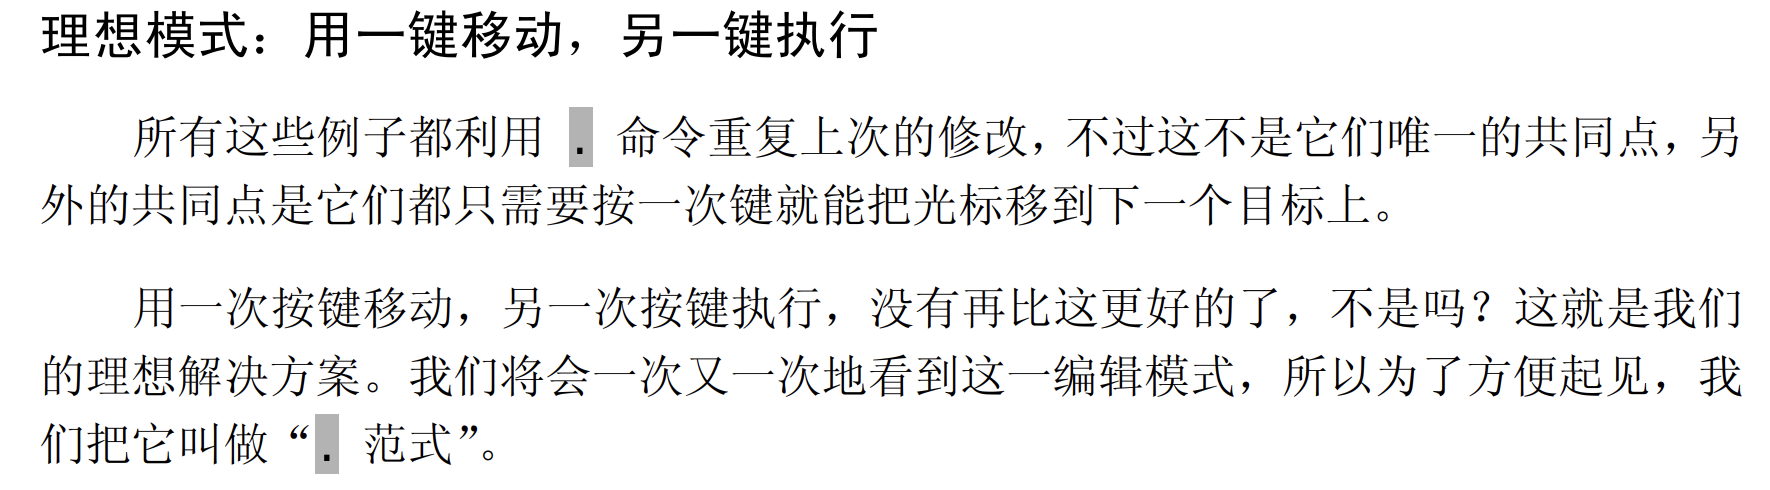 理想模式：用一键移动，另一键执行
所有这些例子都利用 . 命令重复上次的修改，不过这不是它们唯一的共同点，另
外的共同点是它们都只需要按一次键就能把光标移到下一个目标上。
用一次按键移动，另一次按键执行，没有再比这更好的了，不是吗？这就是我们
的理想解决方案。我们将会一次又一次地看到这一编辑模式，所以为了方便起见，我
们把它叫做“. 范式”。